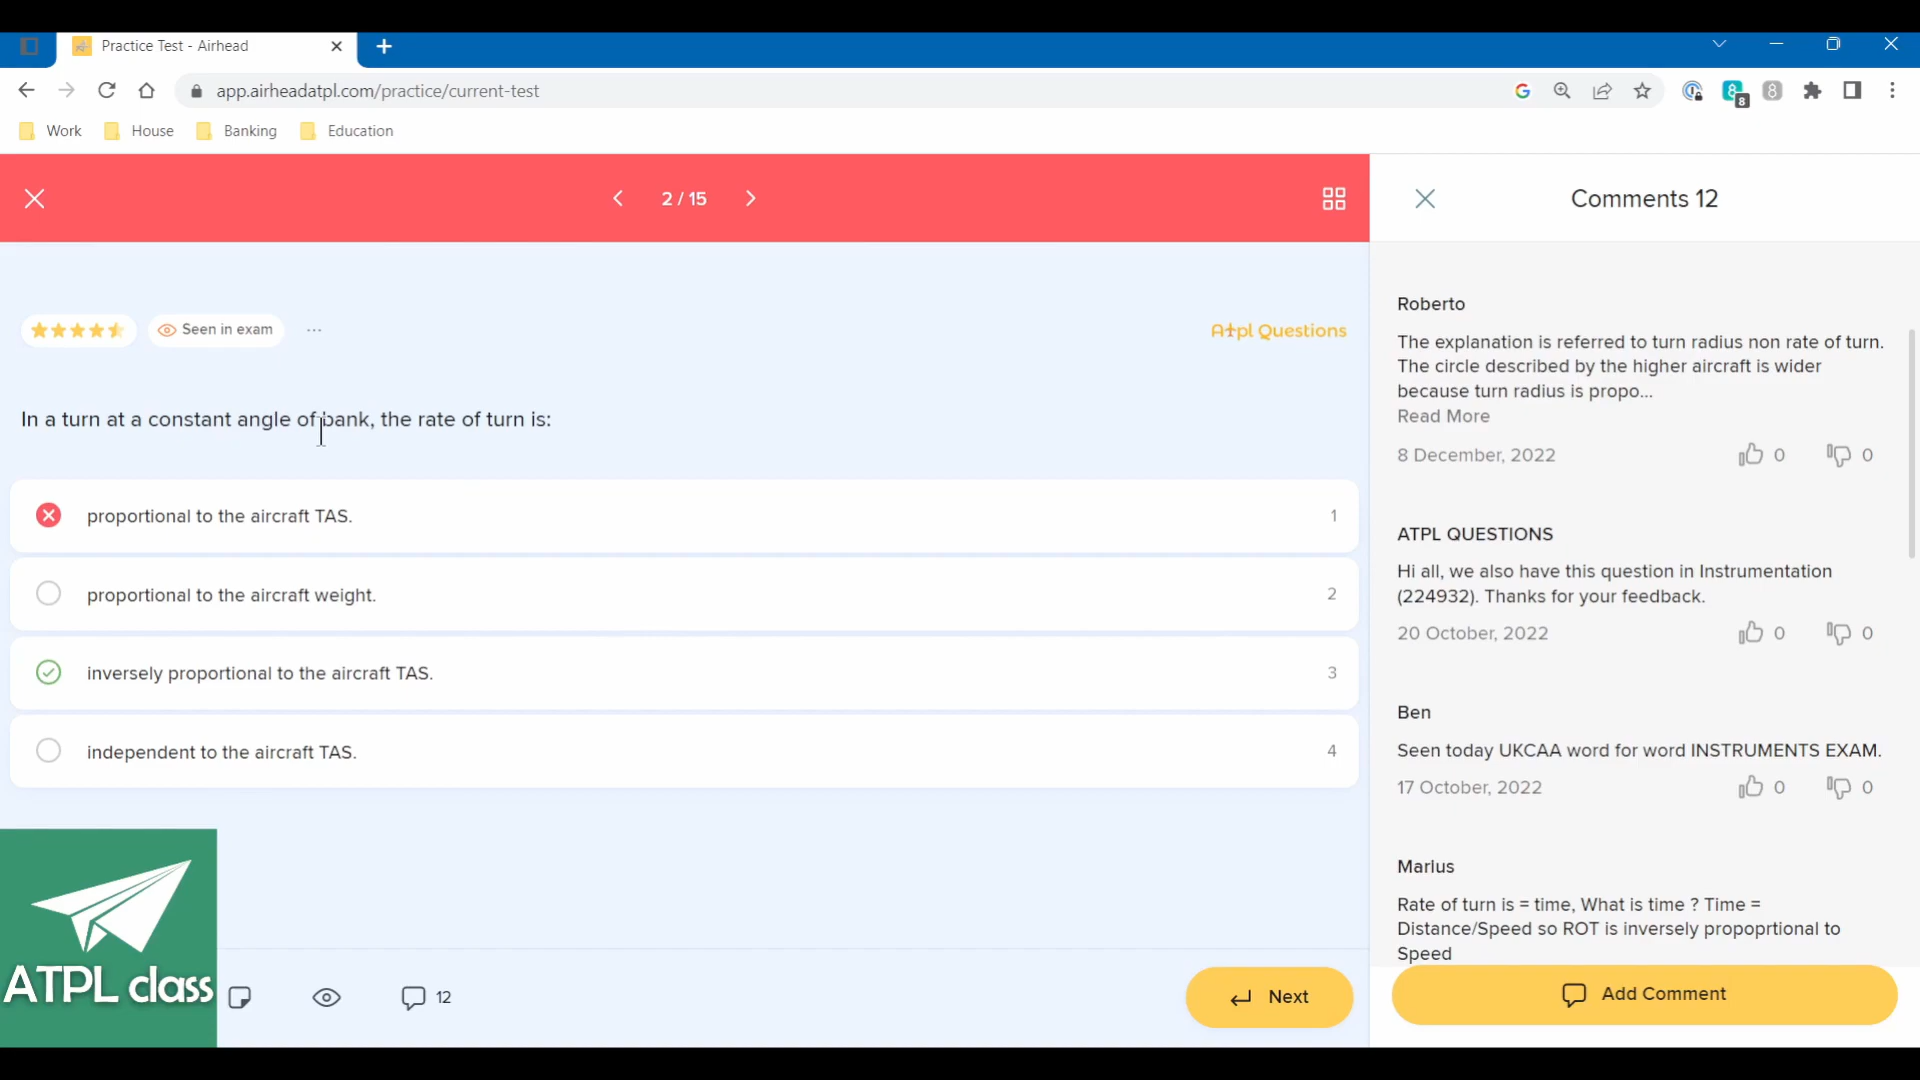 Practice Test - Airhead
app.airheadatpl.com/practice/current-test
8
8
8
Work
House
Banking
Education
2 / 15
Comments 12
Seen in exam
...
Atpl Questions
In a turn at a constant angle of bank, the rate of turn is:
proportional to the aircraft TAS.
1
proportional to the aircraft weight.
2
inversely proportional to the aircraft TAS.
3
independent to the aircraft TAS.
4
Roberto
The explanation is referred to turn radius non rate of turn.
The circle described by the higher aircraft is wider
because turn radius is propo...
Read More
8 December, 2022
0
0
ATPL QUESTIONS
Hi all, we also have this question in Instrumentation
(224932). Thanks for your feedback.
20 October, 2022
0
0
Ben
Seen today UKCAA word for word INSTRUMENTS EXAM.
17 October, 2022
0
0
Marius
Rate of turn is = time, What is time ? Time =
Distance/Speed so ROT is inversely propoprtional to
Speed
ATPL class
12
Next
Add Comment